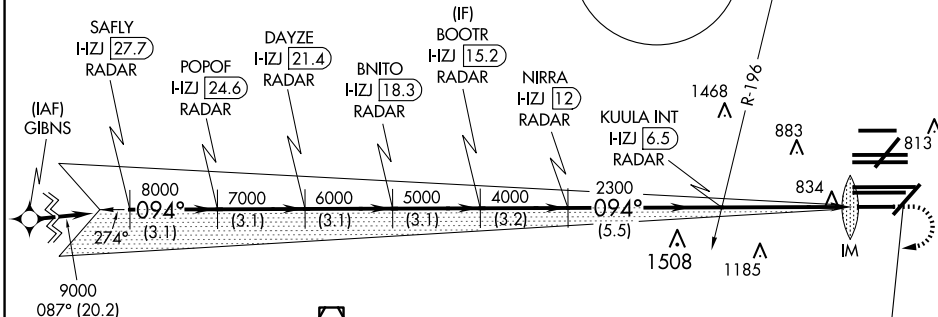 (IAF)
GIBNS
SAFLY
I-IZJ 27.7
RADAR
POPOF
I-IZJ 24.6
RADAR
DAYZE
I-IZJ 21.4
RADAR
BNITO
I-IZJ 18.3
RADAR
(IF)
BOOTR
I-IZJ 15.2
RADAR
NIRRA
I-IZJ 12
RADAR
KUULA INT
I-IZJ 6.5
RADAR
R-196
1468
883
813
834
8000
094°
(3.1)
274°
7000
(3.1)
6000
(3.1)
5000
(3.1)
4000
(3.2)
2300
094°
(5.5)
1508
1185
IM
9000
087° (20.2)